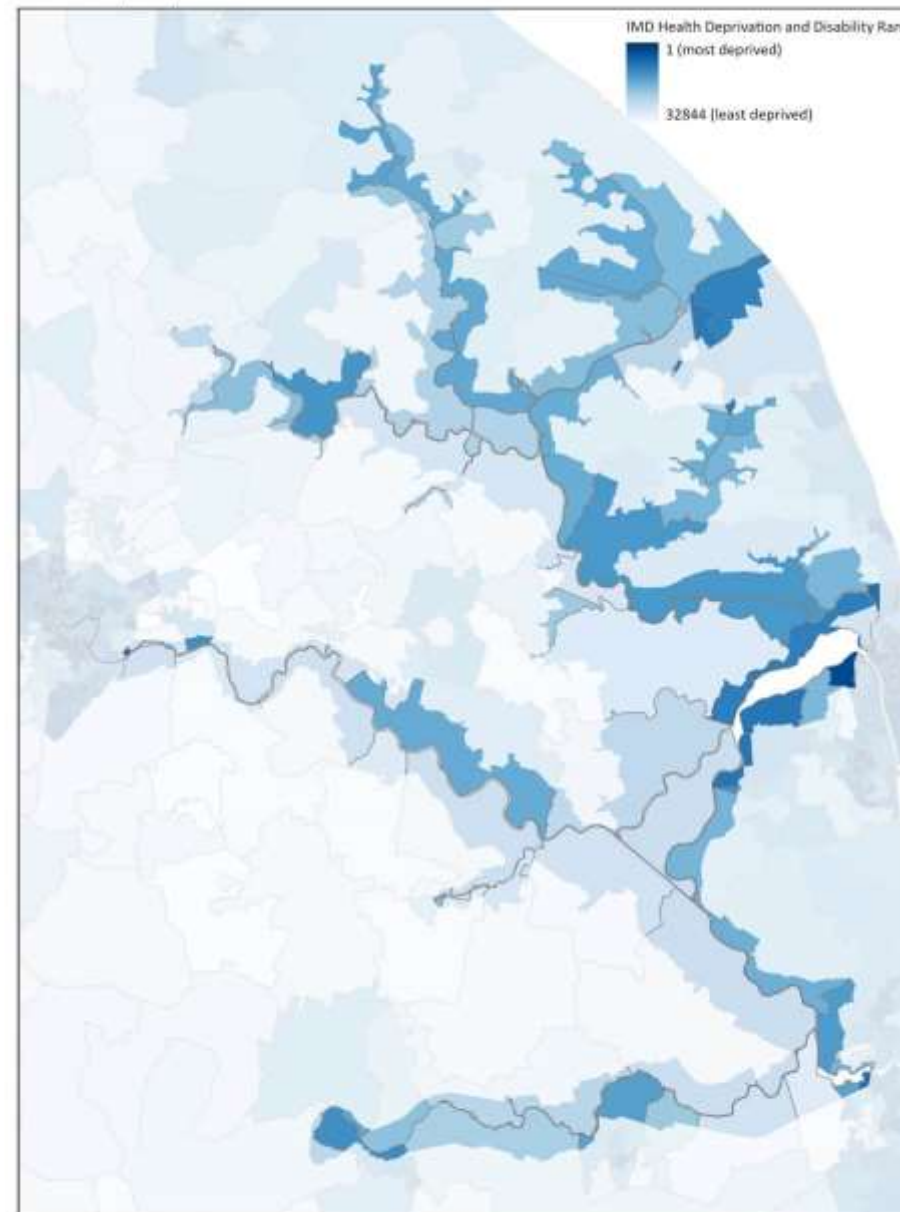 IMD Health Deprivation and Disability Ran
1 (most deprived)
32844 (least deprived)